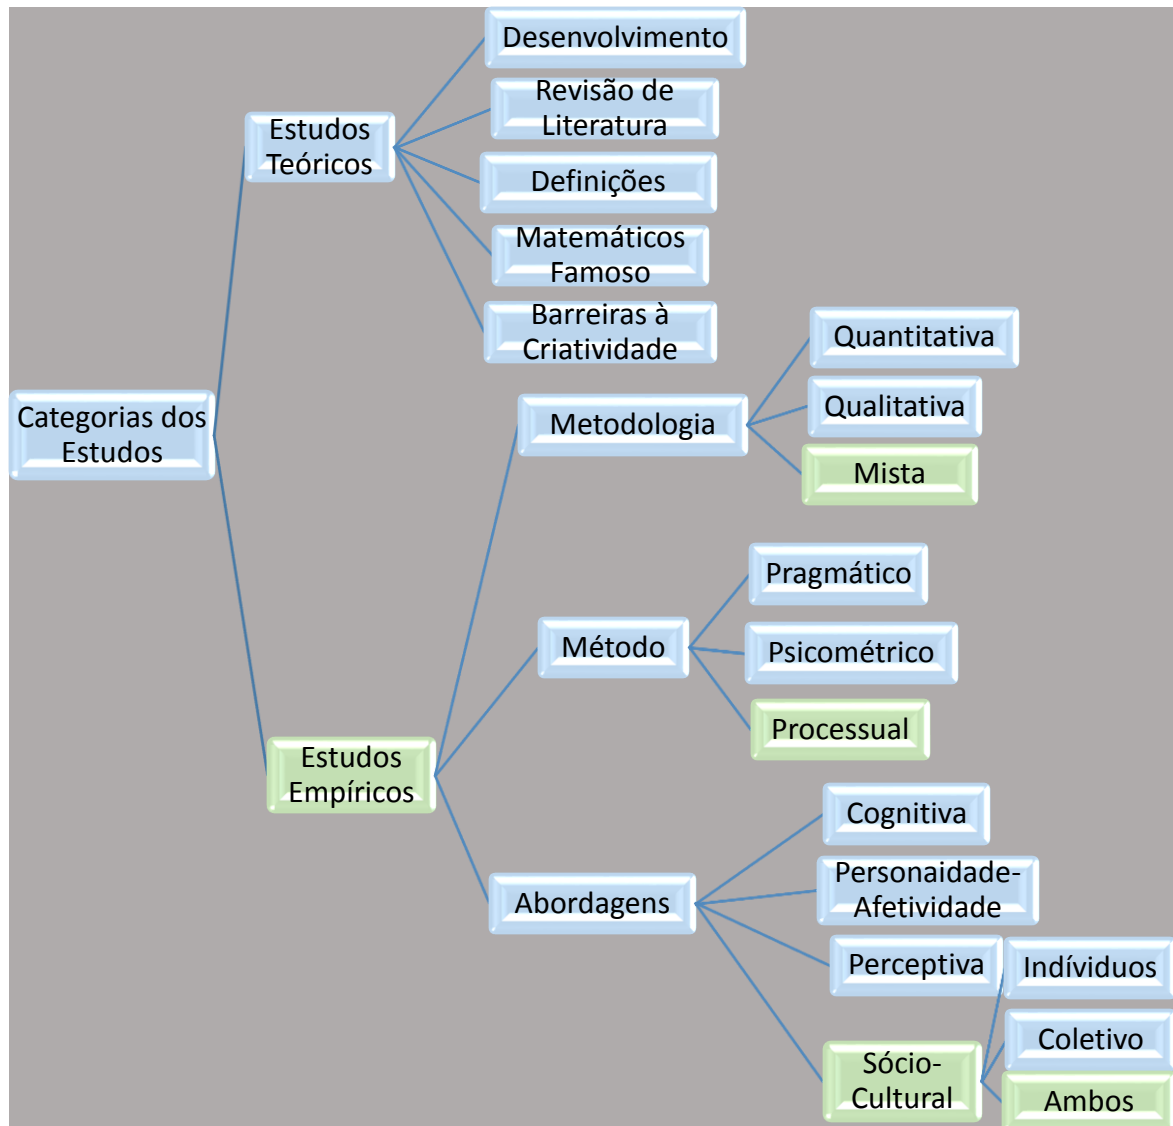 Desenvolvimento
Revisão de
Literatura
Estudos
Teóricos
Definições
Matemáticos
Famoso
Barreiras à
Criatividade
Categorias dos
Estudos
Metodologia
Quantitativa
Qualitativa
Mista
Pragmático
Método
Psicométrico
Processual
Estudos
Empíricos
Cognitiva
Abordagens
Personaidade-
Afetividade
Perceptiva
Indíviduos
Coletivo
Sócio-
Cultural
Ambos